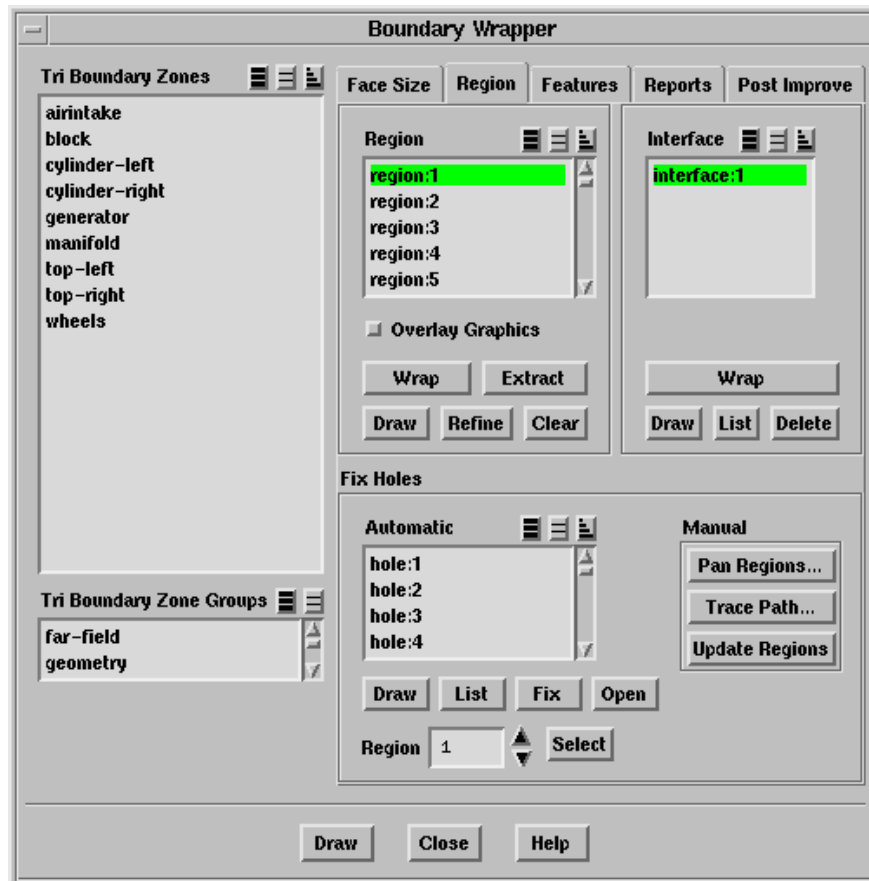 Boundary Wrapper
Tri Boundary Zones
airintake
block
cylinder-left
cylinder-right
generator
manifold
top-left
top-right
wheels
Tri Boundary Zone Groups
far-field
geometry
Face Size Region Features Reports Post Improve
Region
region:1
region:2
region:3
region:4
region:5
Overlay Graphics
Wrap Extract
Draw Refine Clear
Interface
interface:1
Wrap
Draw List Delete
Fix Holes
Automatic
hole:1
hole:2
hole:3
hole:4
Draw List Fix Open
Region 1 Select
Manual
Pan Regions...
Trace Path...
Update Regions
Draw Close Help